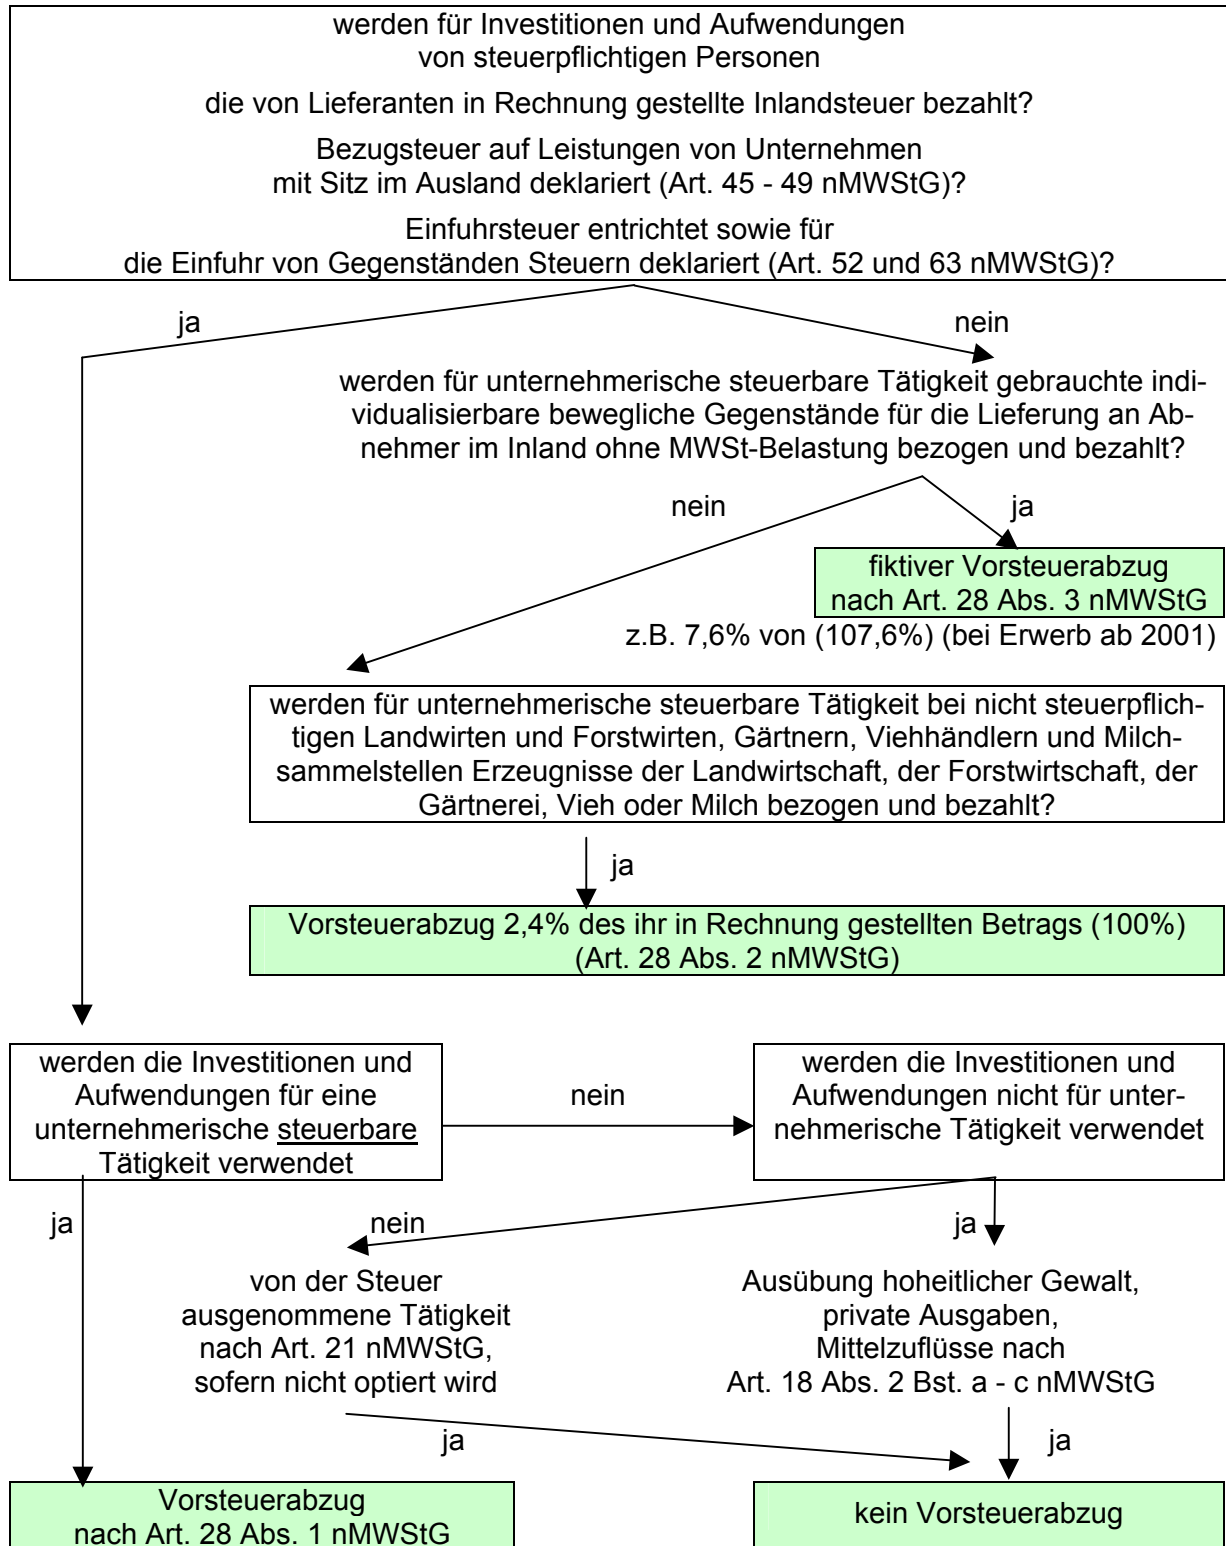 werden für Investitionen und Aufwendungen
von steuerpflichtigen Personen
die von Lieferanten in Rechnung gestellte Inlandsteuer bezahlt?
Bezugsteuer auf Leistungen von Unternehmen
mit Sitz im Ausland deklariert (Art. 45 - 49 nMWStG)?
Einfuhrsteuer entrichtet sowie für
die Einfuhr von Gegenständen Steuern deklariert (Art. 52 und 63 nMWStG)?
ja
nein
werden für unternehmerische steuerbare Tätigkeit gebrauchte indi-
vidualisierbare bewegliche Gegenstände für die Lieferung an Ab-
nehmer im Inland ohne MWSt-Belastung bezogen und bezahlt?
nein
ja
fiktiver Vorsteuerabzug
nach Art. 28 Abs. 3 nMWStG
z.B. 7,6% von (107,6%) (bei Erwerb ab 2001)
werden für unternehmerische steuerbare Tätigkeit bei nicht steuerpflich-
tigen Landwirten und Forstwirten, Gärtnern, Viehhändlern und Milch-
sammelstellen Erzeugnisse der Landwirtschaft, der Forstwirtschaft, der
Gärtnerei, Vieh oder Milch bezogen und bezahlt?
ja
Vorsteuerabzug 2,4% des ihr in Rechnung gestellten Betrags (100%)
(Art. 28 Abs. 2 nMWStG)
werden die Investitionen und
Aufwendungen für eine
unternehmerische steuerbare
Tätigkeit verwendet
nein
werden die Investitionen und
Aufwendungen nicht für unter-
nehmerische Tätigkeit verwendet
ja
nein
ja
von der Steuer
ausgenommene Tätigkeit
nach Art. 21 nMWStG,
sofern nicht optiert wird
Ausübung hoheitlicher Gewalt,
private Ausgaben,
Mittelzuflüsse nach
Art. 18 Abs. 2 Bst. a - c nMWStG
ja
ja
Vorsteuerabzug
nach Art. 28 Abs. 1 nMWStG
kein Vorsteuerabzug